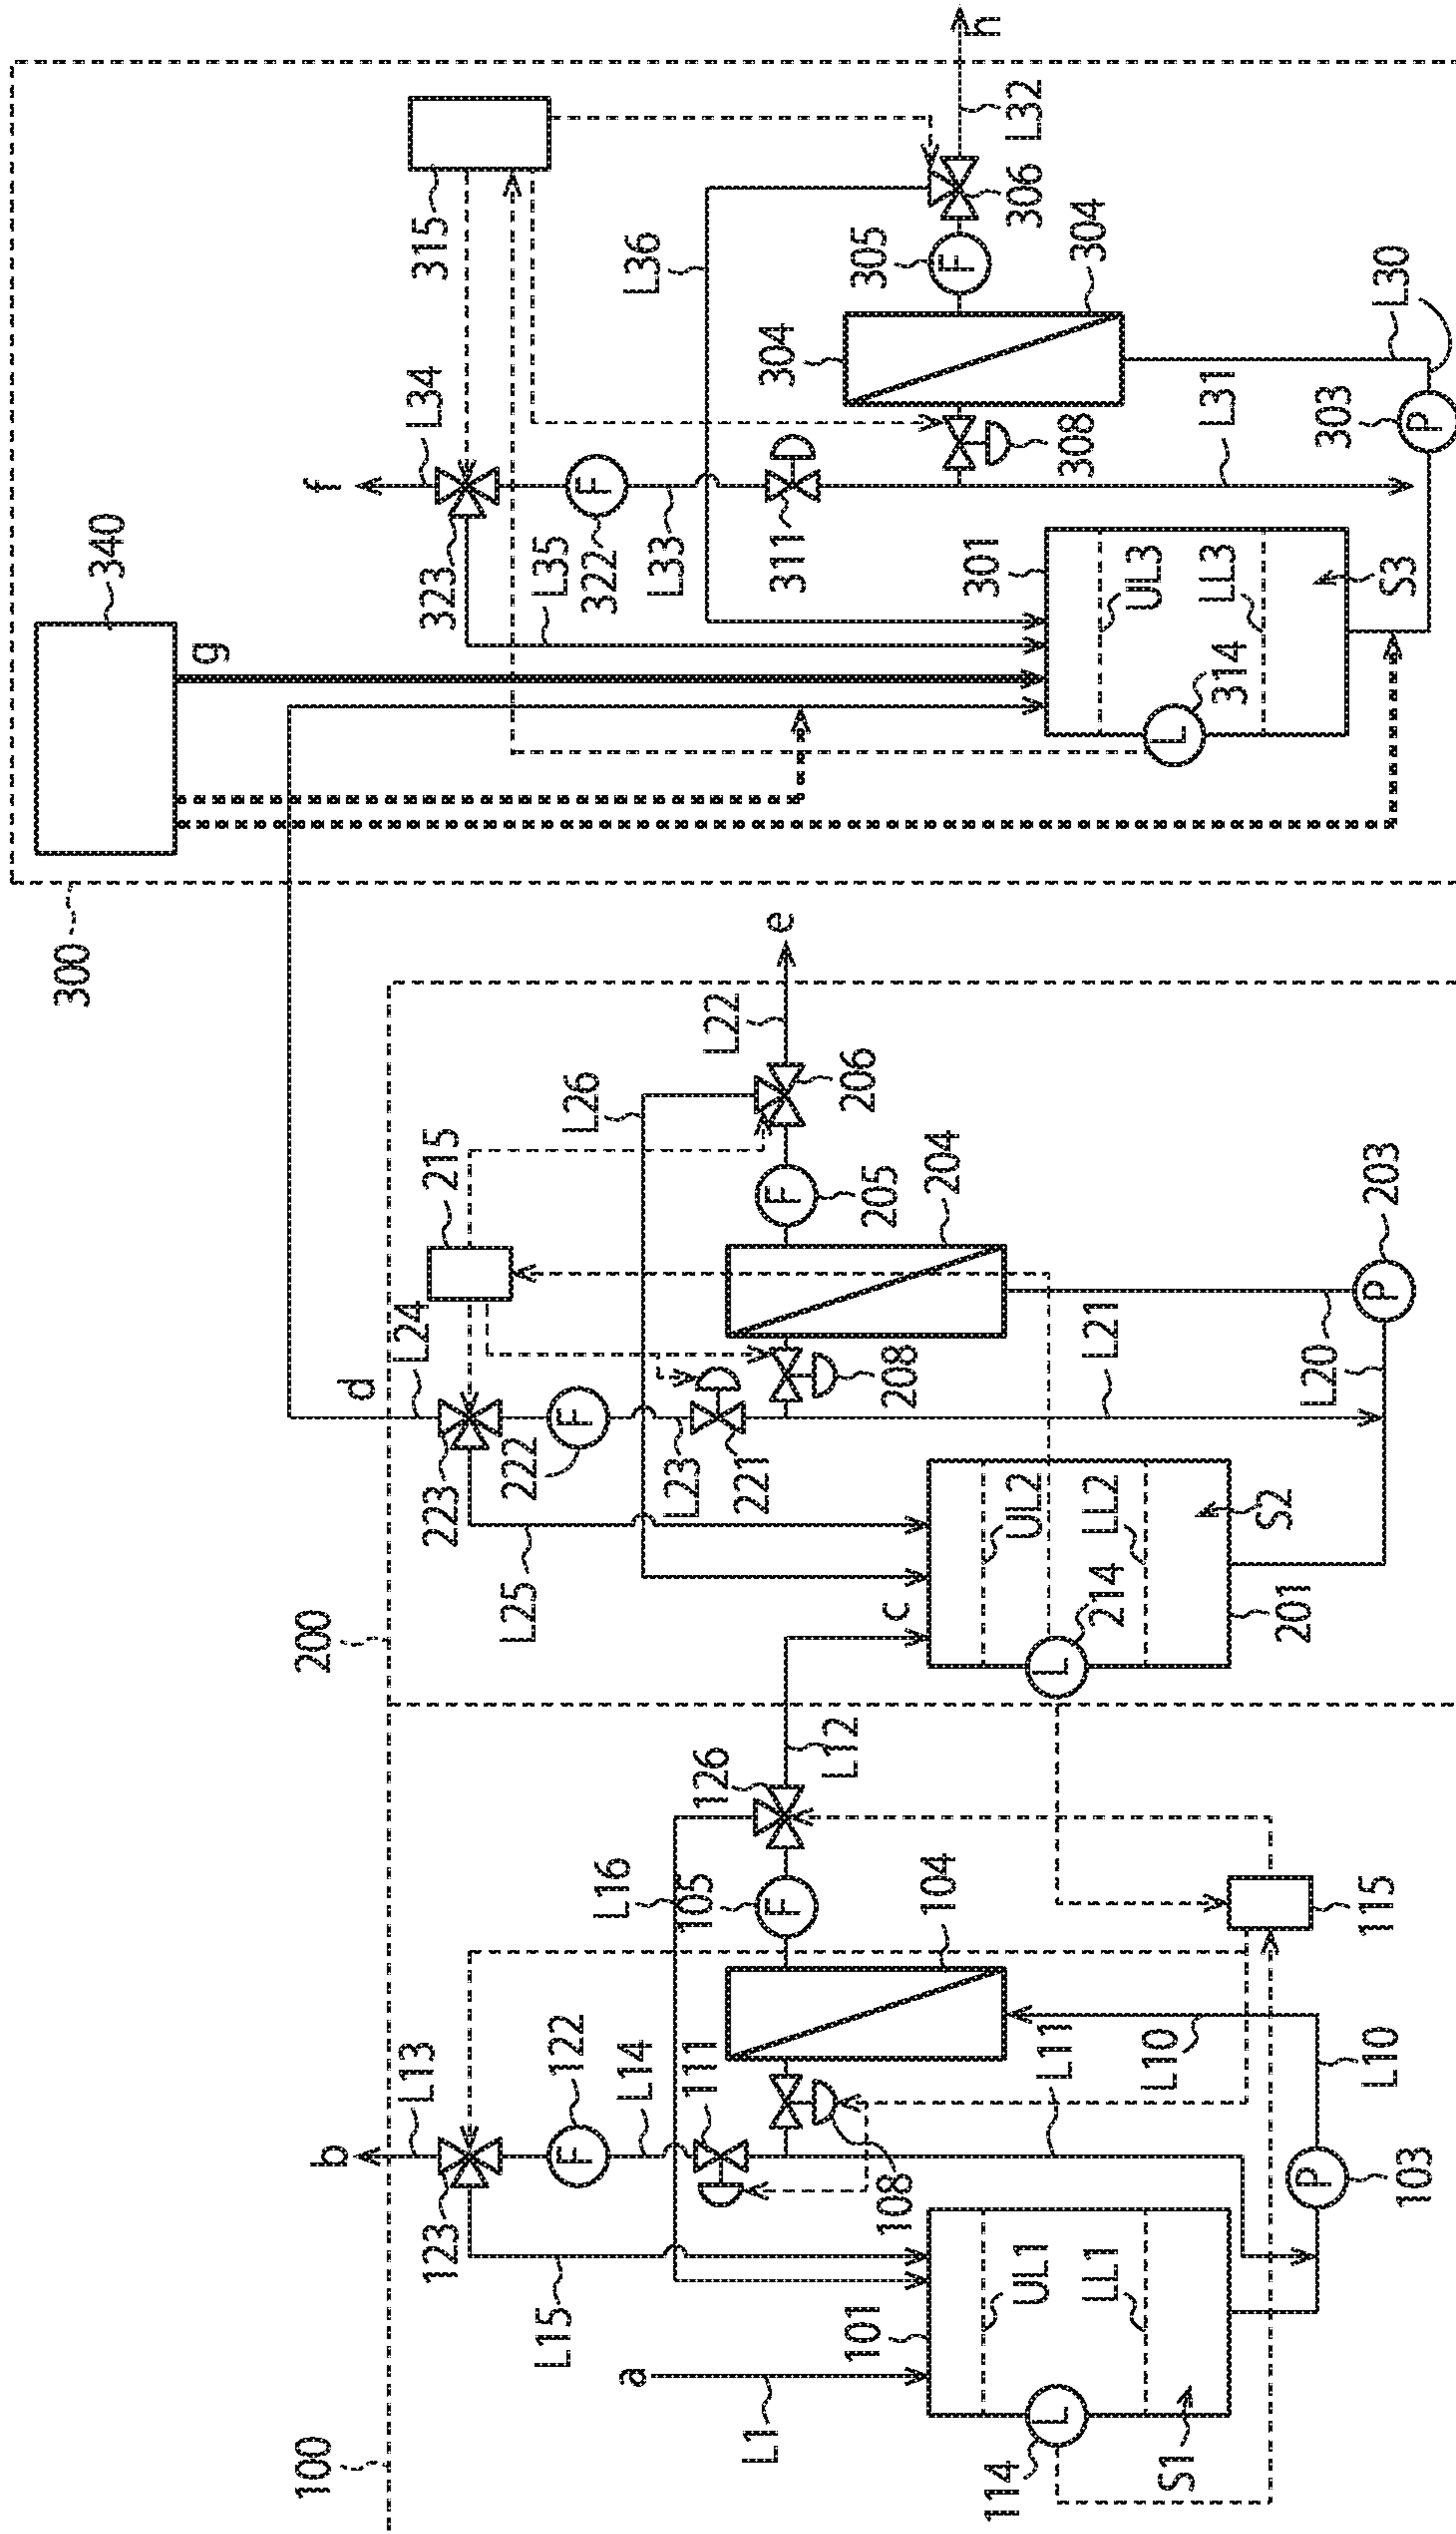 100
200
300
340
g
f
L34
315
323
322
F
L35
L33
L36
311
308
304
304
305
F
306
L32
h
301
UL3
LL3
S3
314
L
L31
303
P
L30
d
L24
215
223
222
F
L25
L23
221
L26
208
204
205
F
206
L22
e
c
UL2
LL2
S2
214
L
201
L21
L20
203
P
b
L13
123
122
F
L14
L15
111
108
L16
105
F
104
126
L12
a
L1
101
UL1
LL1
S1
114
L
L11
L10
L10
103
P
115